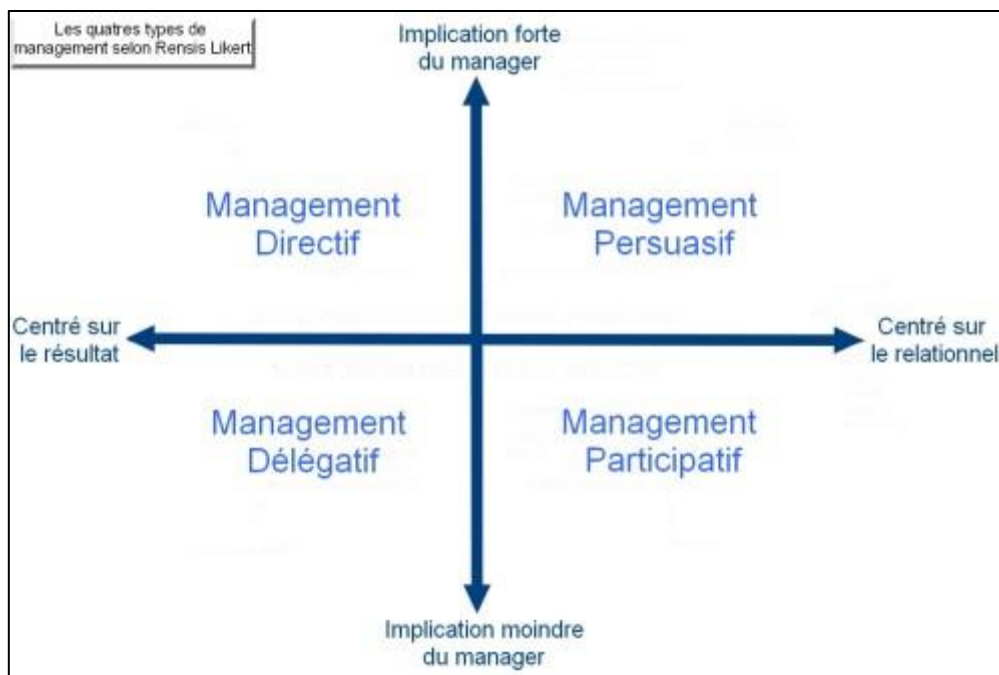 Les quatres types de
management selon Rensis Likert
Implication forte
du manager
Management
Directif
Management
Persuasif
Centré sur
le résultat
Centré sur
le relationnel
Management
Délégatif
Management
Participatif
Implication moindre
du manager